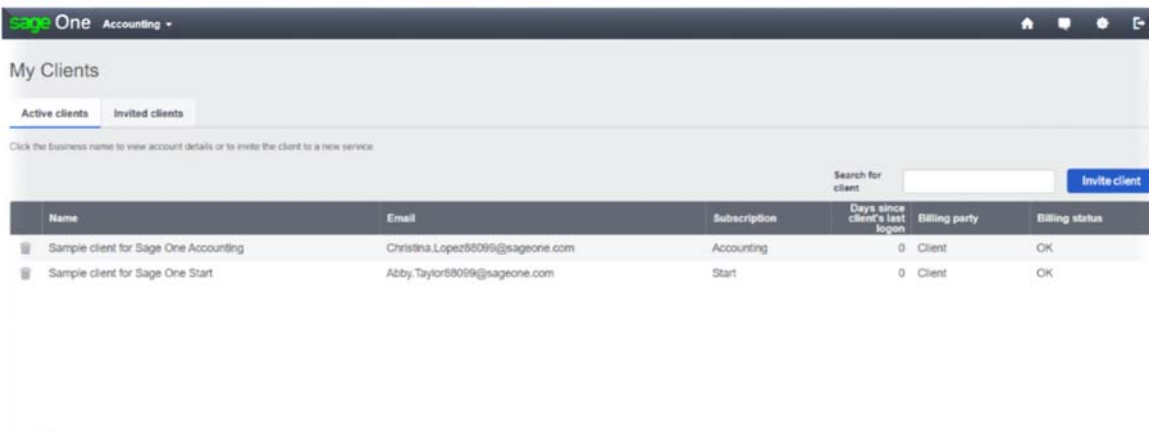 sage One Accounting
My Clients
Active clients Invited clients
Click the business name to view account details or to invite the client to a new service.
Search for
client
Invite client
Name Email Subscription Days since client's last logon Billing party Billing status
Sample client for Sage One Accounting Christina.Lopez88099@sageone.com Accounting 0 Client OK
Sample client for Sage One Start Abby.Taylor88099@sageone.com Start 0 Client OK